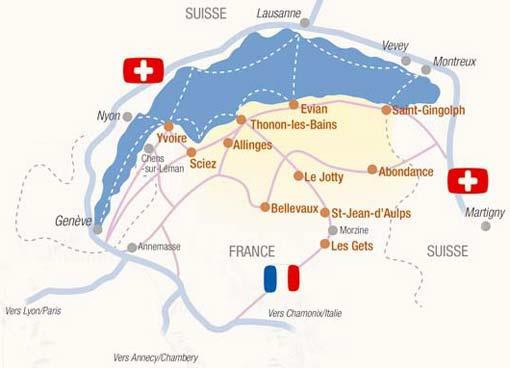 SUISSE
Lausanne
Vevey
Montreux
Nyon
Evian
Saint-Gingolph
Thonon-les-Bains
Yvoire
Allinges
Chens
-sur-Léman
Sciez
Le Jotty
Abondance
Bellevaux
St-Jean-d'Aulps
Martigny
Genève
Morzine
Annemasse
FRANCE
Les Gets
SUISSE
Vers Lyon/Paris
Vers Chamonix/Italie
Vers Annecy/Chambery